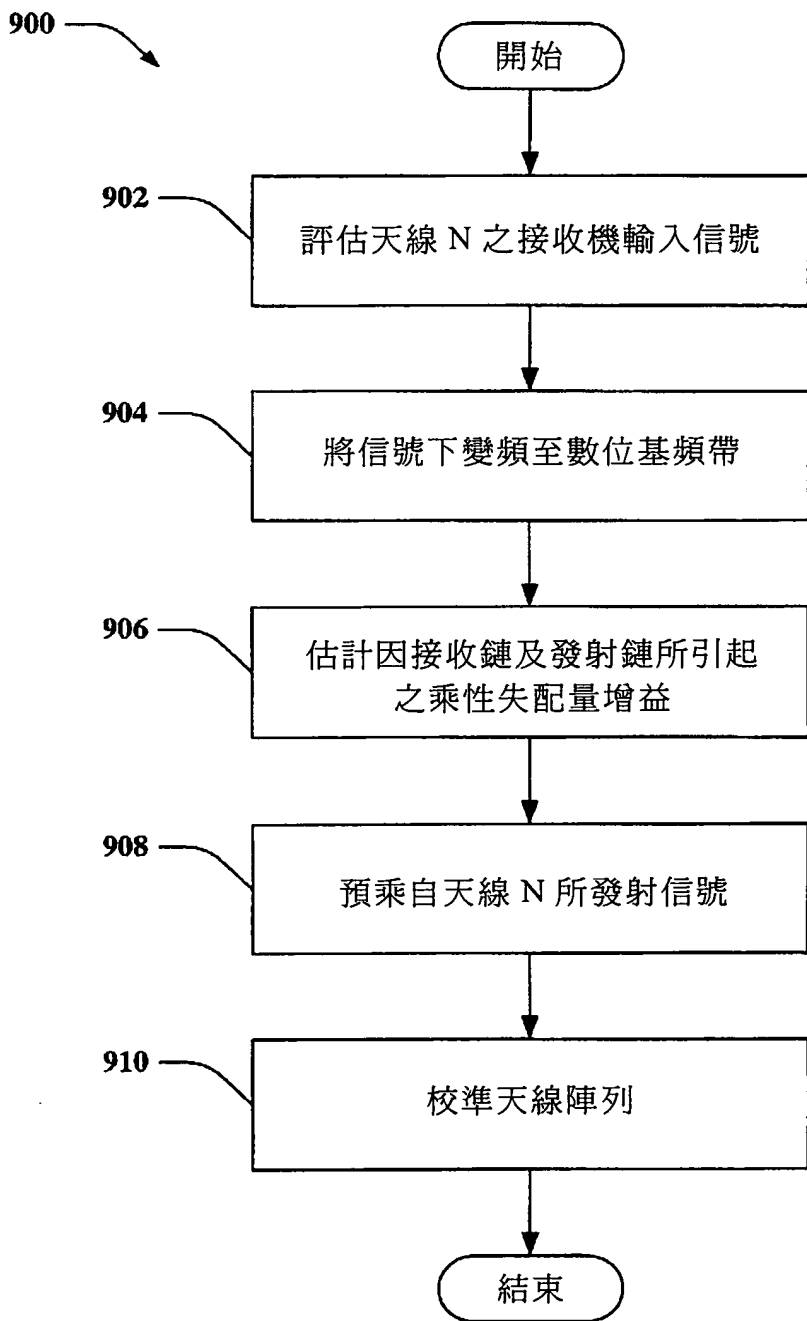 900
開始
902
評估天線 N 之接收機輸入信號
904
將信號下變頻至數位基頻帶
906
估計因接收鏈及發射鏈所引起
之乘性失配量增益
908
預乘自天線 N 所發射信號
910
校準天線陣列
結束